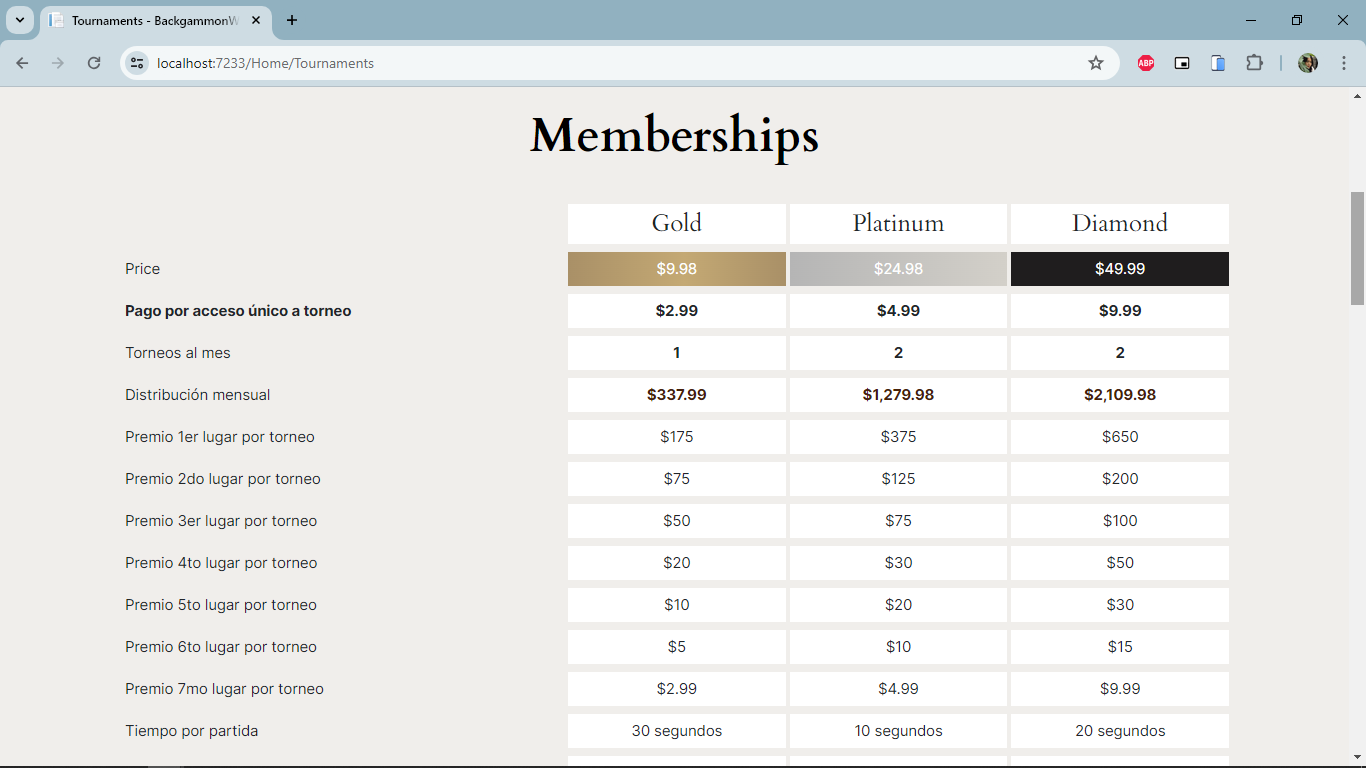 Tournaments - BackgammonW
localhost:7233/Home/Tournaments
ABP
Memberships
Gold Platinum Diamond
Price $9.98 $24.98 $49.99
Pago por acceso único a torneo $2.99 $4.99 $9.99
Torneos al mes 1 2 2
Distribución mensual $337.99 $1,279.98 $2,109.98
Premio 1er lugar por torneo $175 $375 $650
Premio 2do lugar por torneo $75 $125 $200
Premio 3er lugar por torneo $50 $75 $100
Premio 4to lugar por torneo $20 $30 $50
Premio 5to lugar por torneo $10 $20 $30
Premio 6to lugar por torneo $5 $10 $15
Premio 7mo lugar por torneo $2.99 $4.99 $9.99
Tiempo por partida 30 segundos 10 segundos 20 segundos